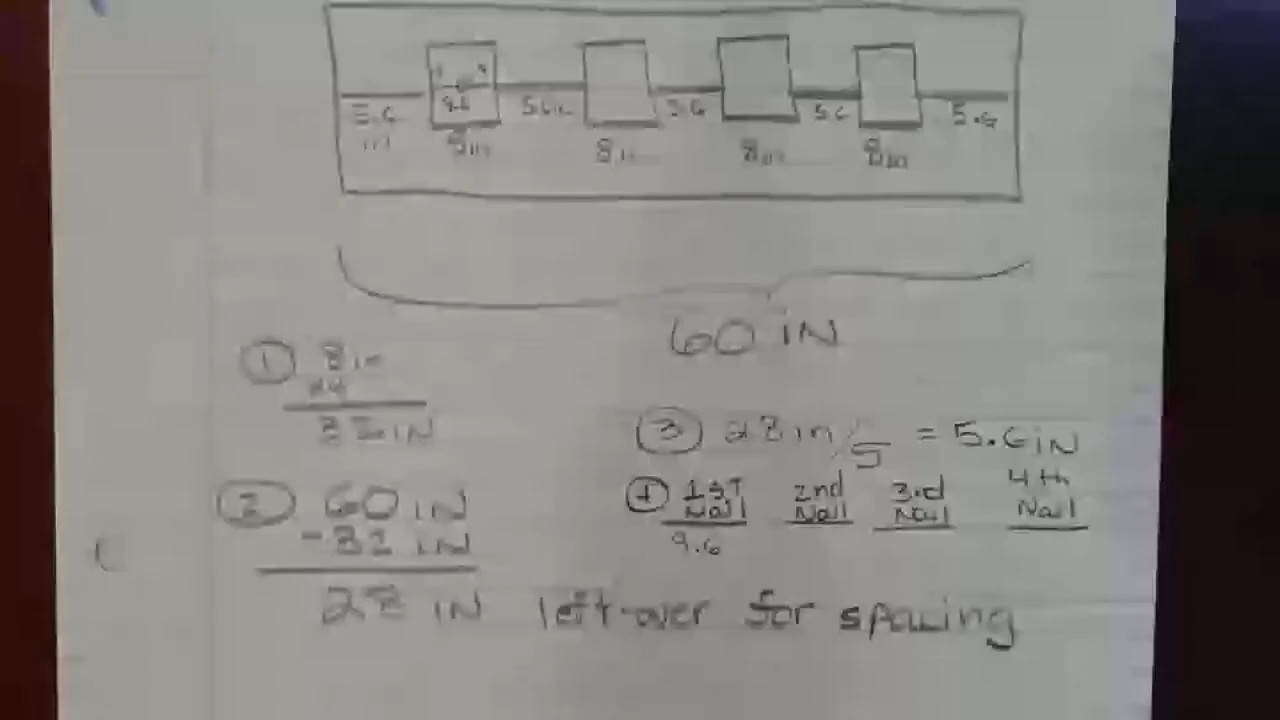 5.6 5.6 in 5.6 5.6 5.6
in 9.6
8 in 8 in 8 in 8 in
60 IN
① 8 in
x4
32 IN
② 60 IN
- 32 IN
28 IN left-over for spacing
③ 28 in/5 = 5.6 IN
④ 1st Nail 2nd Nail 3rd Nail 4th Nail
9.6